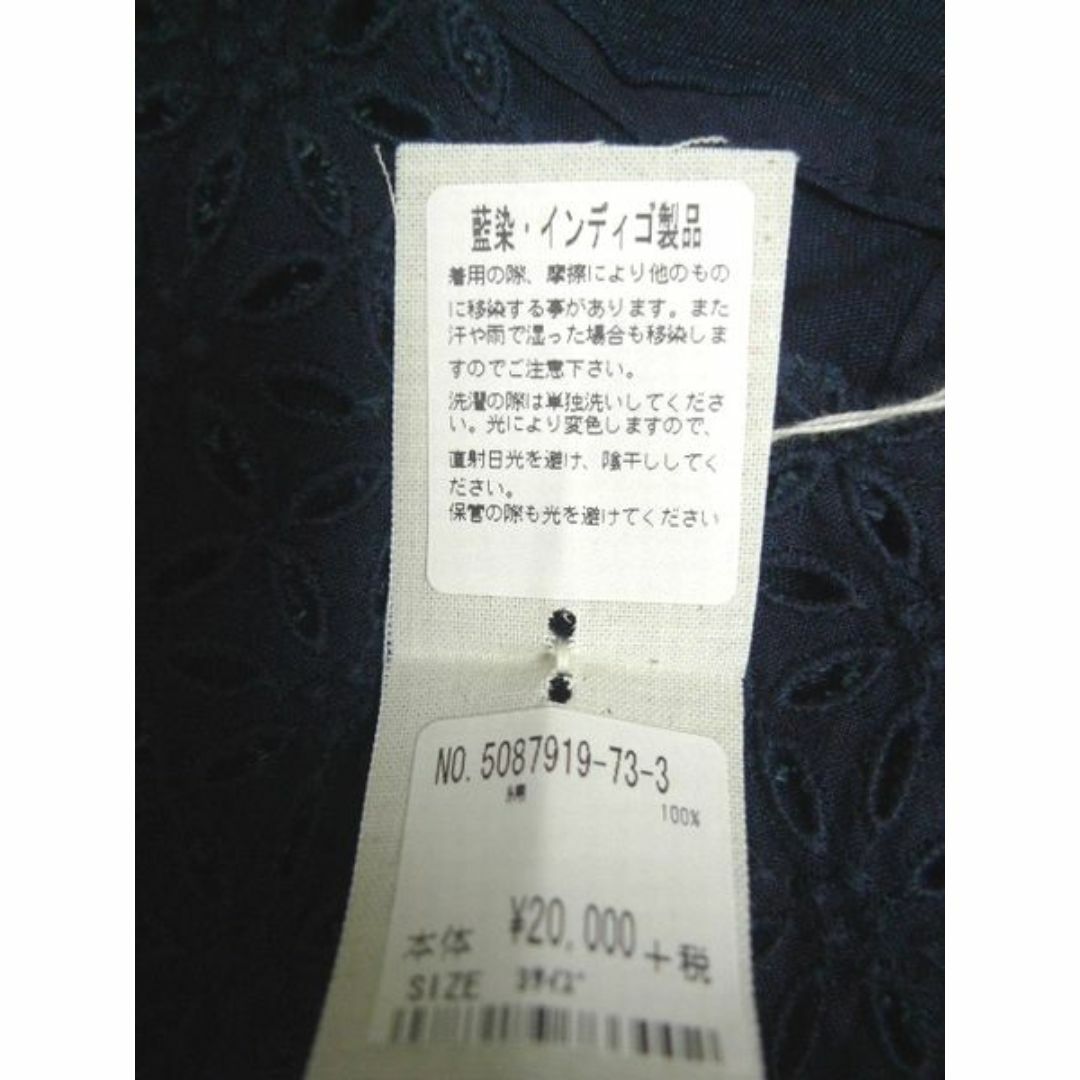 藍染・インディゴ製品
着用の際、摩擦により他のもの
に移染する事があります。また
汗や雨で湿った場合も移染しま
すのでご注意下さい。
洗濯の際は単独洗いしてくださ
い。光により変色しますので、
直射日光を避け、陰干ししてく
ださい。
保管の際も光を避けてください
NO. 5087919-73-3
綿 100%
本体 ¥20,000 +税
SIZE 3サイズ